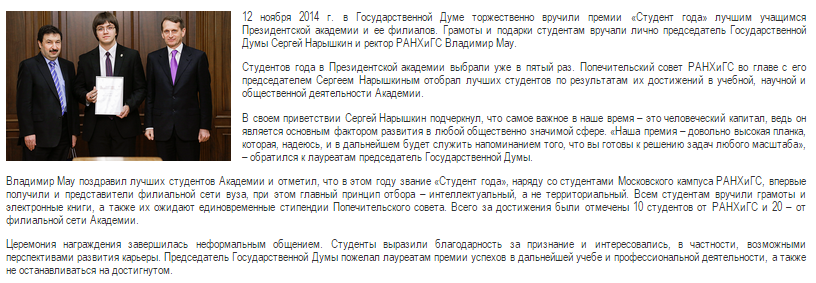 12 ноября 2014 г. в Государственной Думе торжественно вручили премии «Студент года» лучшим учащимся
Президентской академии и ее филиалов. Грамоты и подарки студентам вручали лично председатель Государственной
Думы Сергей Нарышкин и ректор РАНХиГС Владимир Мау.
Студентов года в Президентской академии выбрали уже в пятый раз. Попечительский совет РАНХиГС во главе с его
председателем Сергеем Нарышкиным отобрал лучших студентов по результатам их достижений в учебной, научной и
общественной деятельности Академии.
В своем приветствии Сергей Нарышкин подчеркнул, что самое важное в наше время – это человеческий капитал, ведь он
является основным фактором развития в любой общественно значимой сфере. «Наша премия – довольно высокая планка,
которая, надеюсь, и в дальнейшем будет служить напоминанием того, что вы готовы к решению задач любого масштаба»,
– обратился к лауреатам председатель Государственной Думы.
Владимир Мау поздравил лучших студентов Академии и отметил, что в этом году звание «Студент года», наряду со студентами Московского кампуса РАНХиГС, впервые
получили и представители филиальной сети вуза, при этом главный принцип отбора – интеллектуальный, а не территориальный. Всем студентам вручили грамоты и
электронные книги, а также их ожидают единовременные стипендии Попечительского совета. Всего за достижения были отмечены 10 студентов от РАНХиГС и 20 – от
филиальной сети Академии.
Церемония награждения завершилась неформальным общением. Студенты выразили благодарность за признание и интересовались, в частности, возможными
перспективами развития карьеры. Председатель Государственной Думы пожелал лауреатам премии успехов в дальнейшей учебе и профессиональной деятельности, а также
не останавливаться на достигнутом.